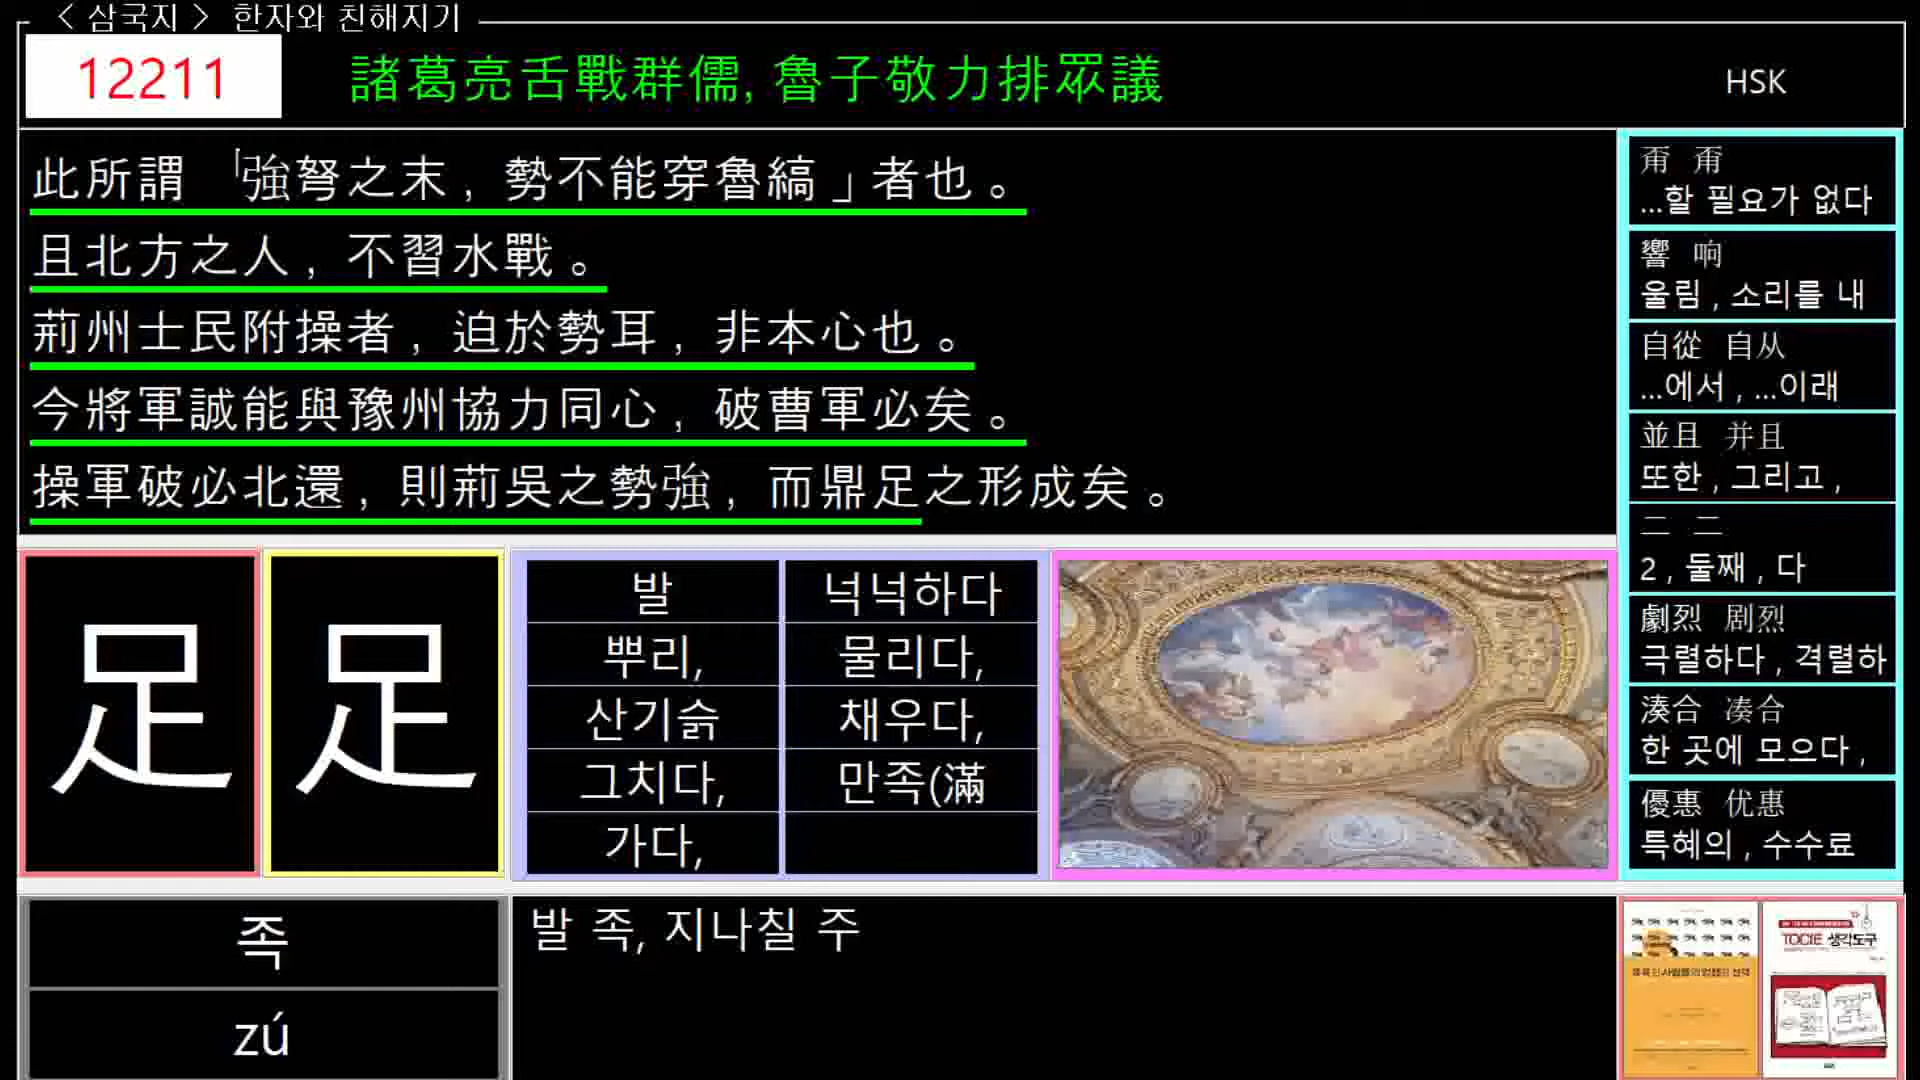 < 삼국지 > 한자와 친해지기
12211
諸葛亮舌戰群儒, 魯子敬力排眾議
HSK
此所謂 「強弩之末, 勢不能穿魯縞」者也。
且北方之人, 不習水戰。
荊州士民附操者, 迫於勢耳, 非本心也。
今將軍誠能與豫州協力同心, 破曹軍必矣。
操軍破必北還, 則荊吳之勢強, 而鼎足之形成矣。
甭 甭
...할 필요가 없다
響 响
울림 , 소리를 내
自從 自从
...에서 , ...이래
並且 并且
또한 , 그리고 ,
二 二
2 , 둘째 , 다
劇烈 剧烈
극렬하다 , 격렬하
湊合 凑合
한 곳에 모으다 ,
優惠 优惠
특혜의 , 수수료
足
足
발
뿌리,
산기슭
그치다,
가다,
넉넉하다
물리다,
채우다,
만족(滿
족
zú
발 족, 지나칠 주
TOCIE 생각도구